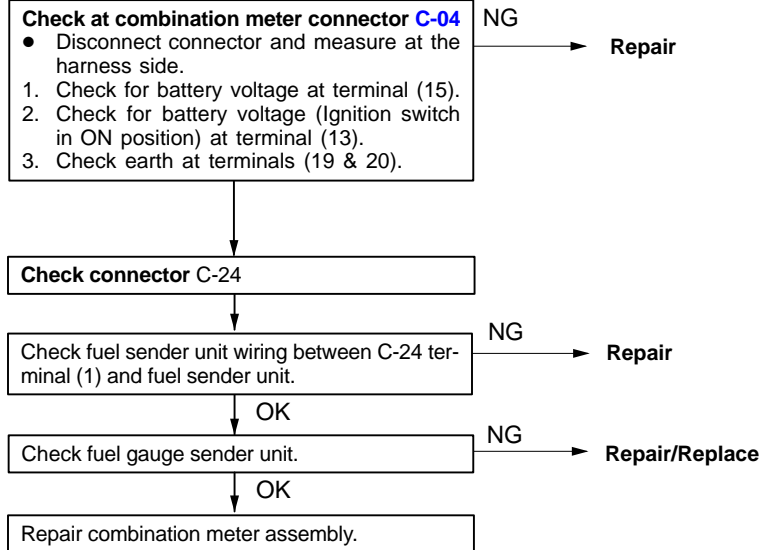 Check at combination meter connector C-04
NG
● Disconnect connector and measure at the
harness side.
Repair
1. Check for battery voltage at terminal (15).
2. Check for battery voltage (Ignition switch
in ON position) at terminal (13).
3. Check earth at terminals (19 & 20).
Check connector C-24
Check fuel sender unit wiring between C-24 ter-
minal (1) and fuel sender unit.
NG
Repair
OK
Check fuel gauge sender unit.
NG
Repair/Replace
OK
Repair combination meter assembly.